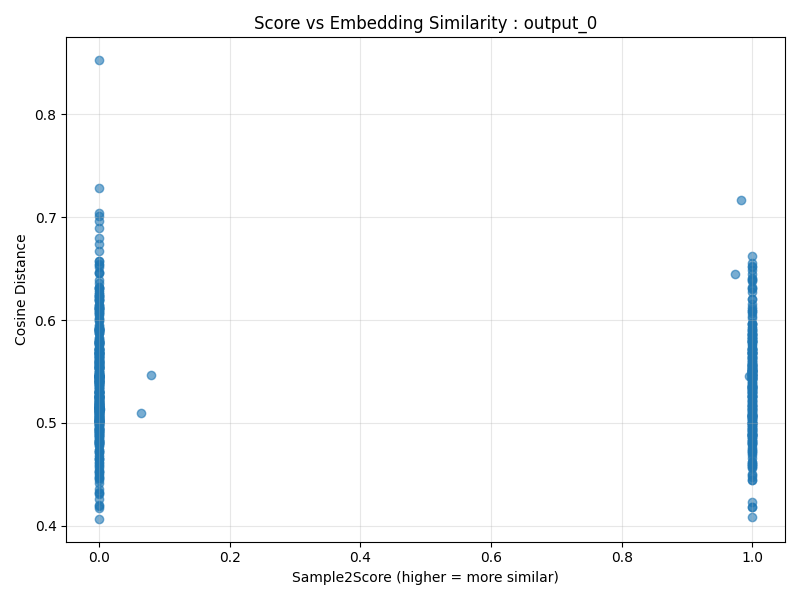 Score vs Embedding Similarity : output_0
Cosine Distance
0.8
0.7
0.6
0.5
0.4
0.0 0.2 0.4 0.6 0.8 1.0
Sample2Score (higher = more similar)